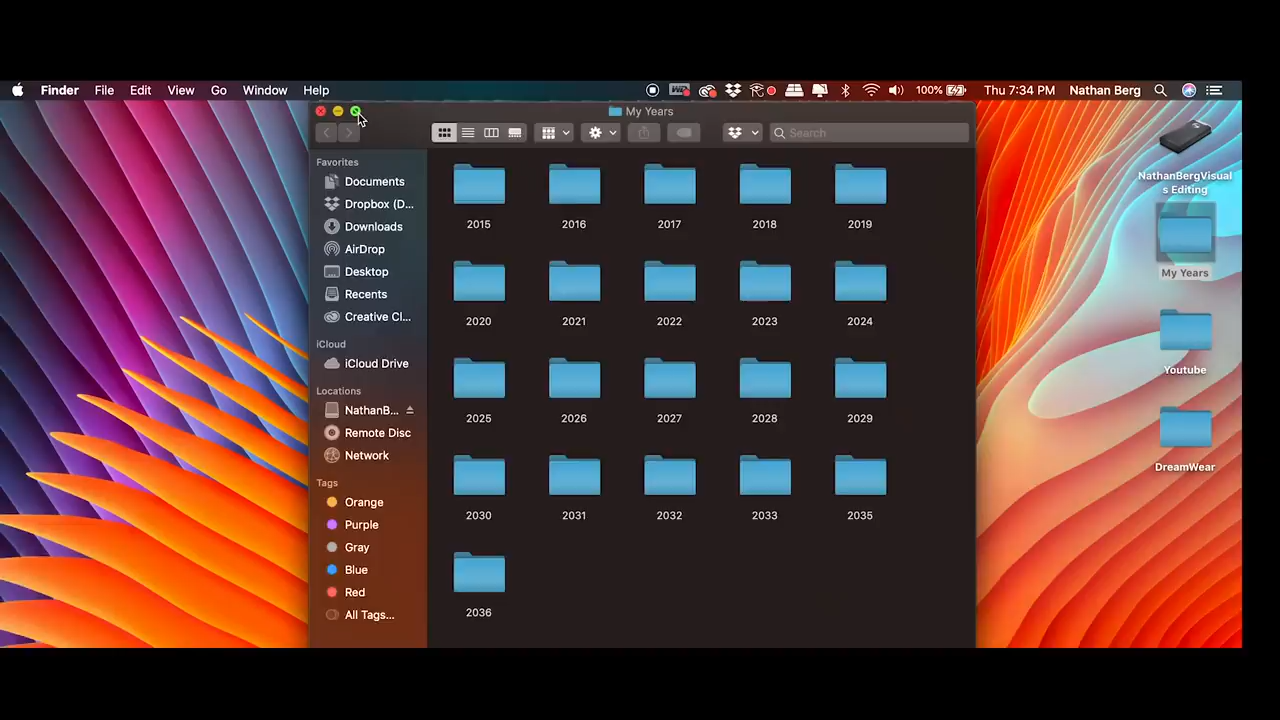 Finder File Edit View Go Window Help 100% Thu 7:34 PM Nathan Berg
My Years
Search
Favorites
Documents
Dropbox (D...
Downloads
AirDrop
Desktop
Recents
Creative Cl...
iCloud
iCloud Drive
Locations
NathanB...
Remote Disc
Network
Tags
Orange
Purple
Gray
Blue
Red
All Tags...
2015 2016 2017 2018 2019
2020 2021 2022 2023 2024
2025 2026 2027 2028 2029
2030 2031 2032 2033 2035
2036
NathanBergVisual
s Editing
My Years
Youtube
DreamWear